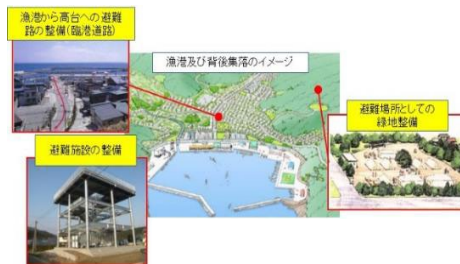 漁港から高台への避難
路の整備(臨港道路)
漁港及び背後集落のイメージ
避難場所としての
緑地整備
避難施設の整備